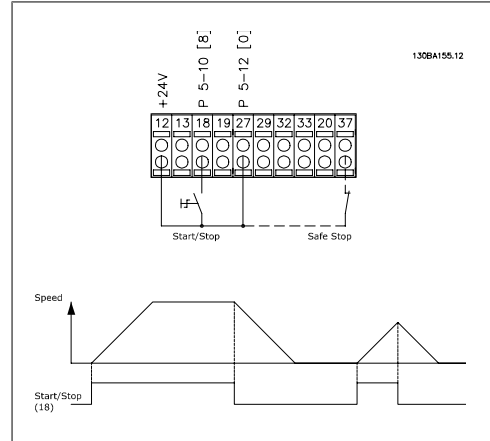 130BA155.12
+24V
P 5-10 [8]
P 5-12 [0]
12 13 18 19 27 29 32 33 20 37
Start/Stop
Safe Stop
Speed
Start/Stop
(18)